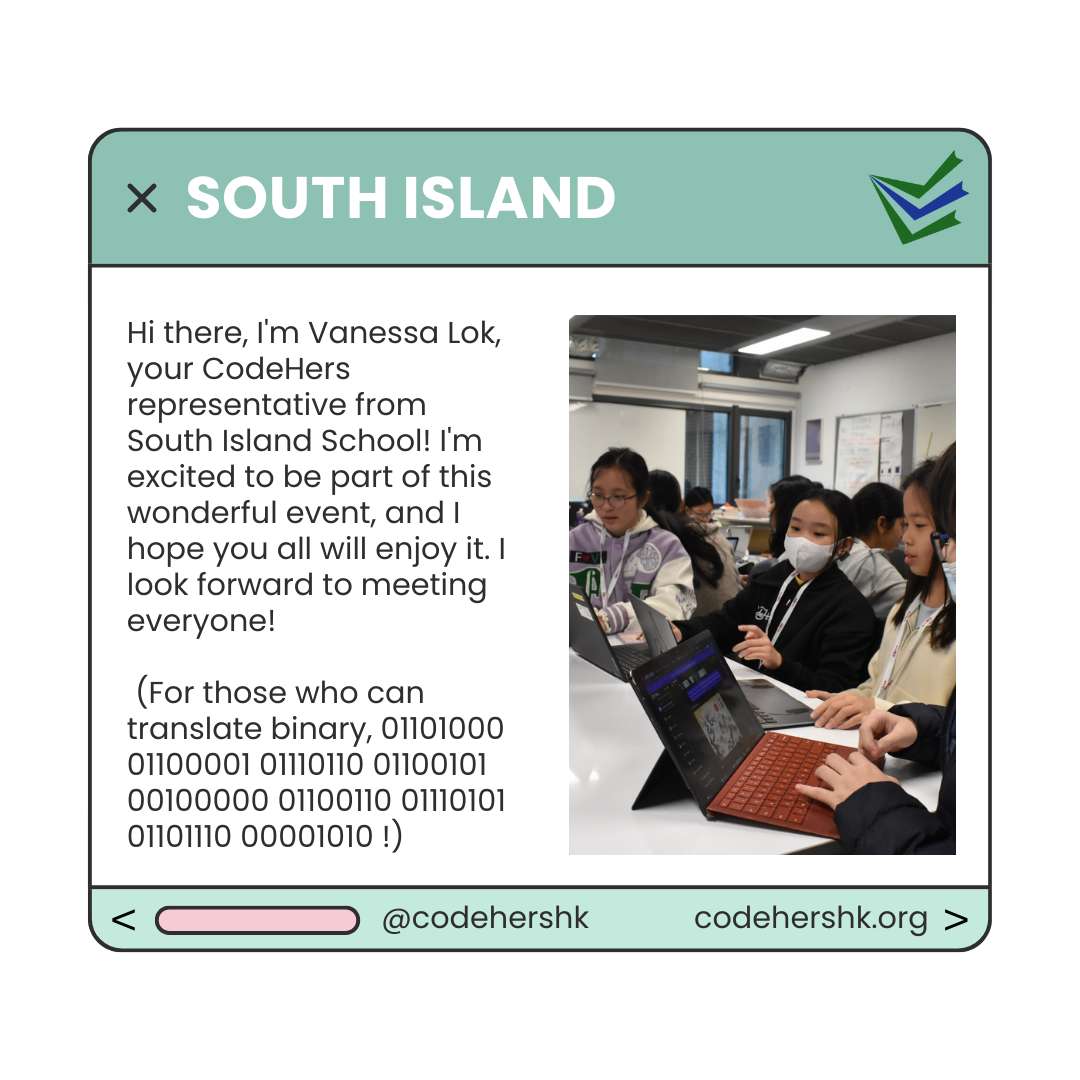 SOUTH ISLAND
Hi there, I'm Vanessa Lok,
your CodeHers
representative from
South Island School! I'm
excited to be part of this
wonderful event, and I
hope you all will enjoy it. I
look forward to meeting
everyone!
(For those who can
translate binary, 01101000
01100001 01110110 01100101
00100000 01100110 01110101
01101110 00001010 !)
@codehershk
codehershk.org